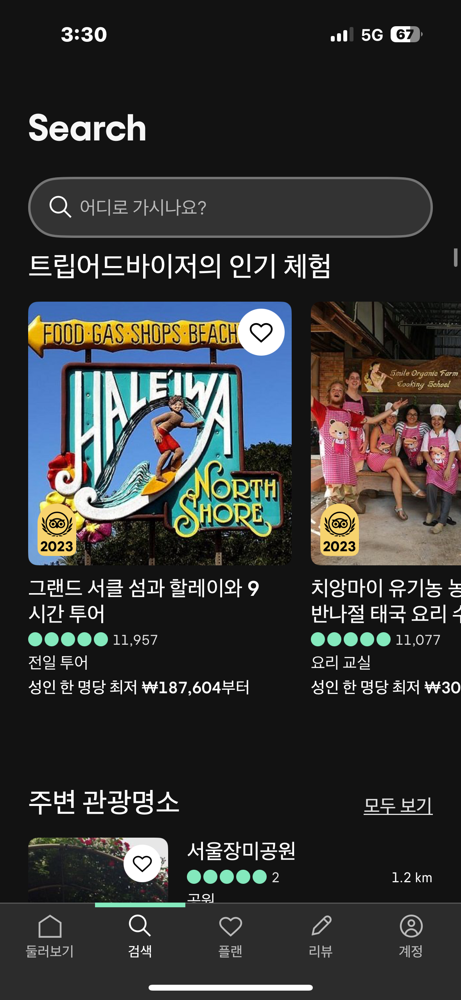 3:30
5G 67
Search
어디로 가시나요?
트립어드바이저의 인기 체험
FOOD·GAS·SHOPS·BEACH
HALE'IWA
NORTH
SHORE
2023
Smile Organic Farm
Cooking School
2023
그랜드 서클 섬과 할레이와 9
시간 투어
11,957
전일 투어
성인 한 명당 최저 ₩187,604부터
치앙마이 유기농
반나절 태국 요리
11,077
요리 교실
성인 한 명당 최저 ₩30
주변 관광명소
모두 보기
서울장미공원
2
1.2 km
공원
둘러보기
검색
플랜
리뷰
계정